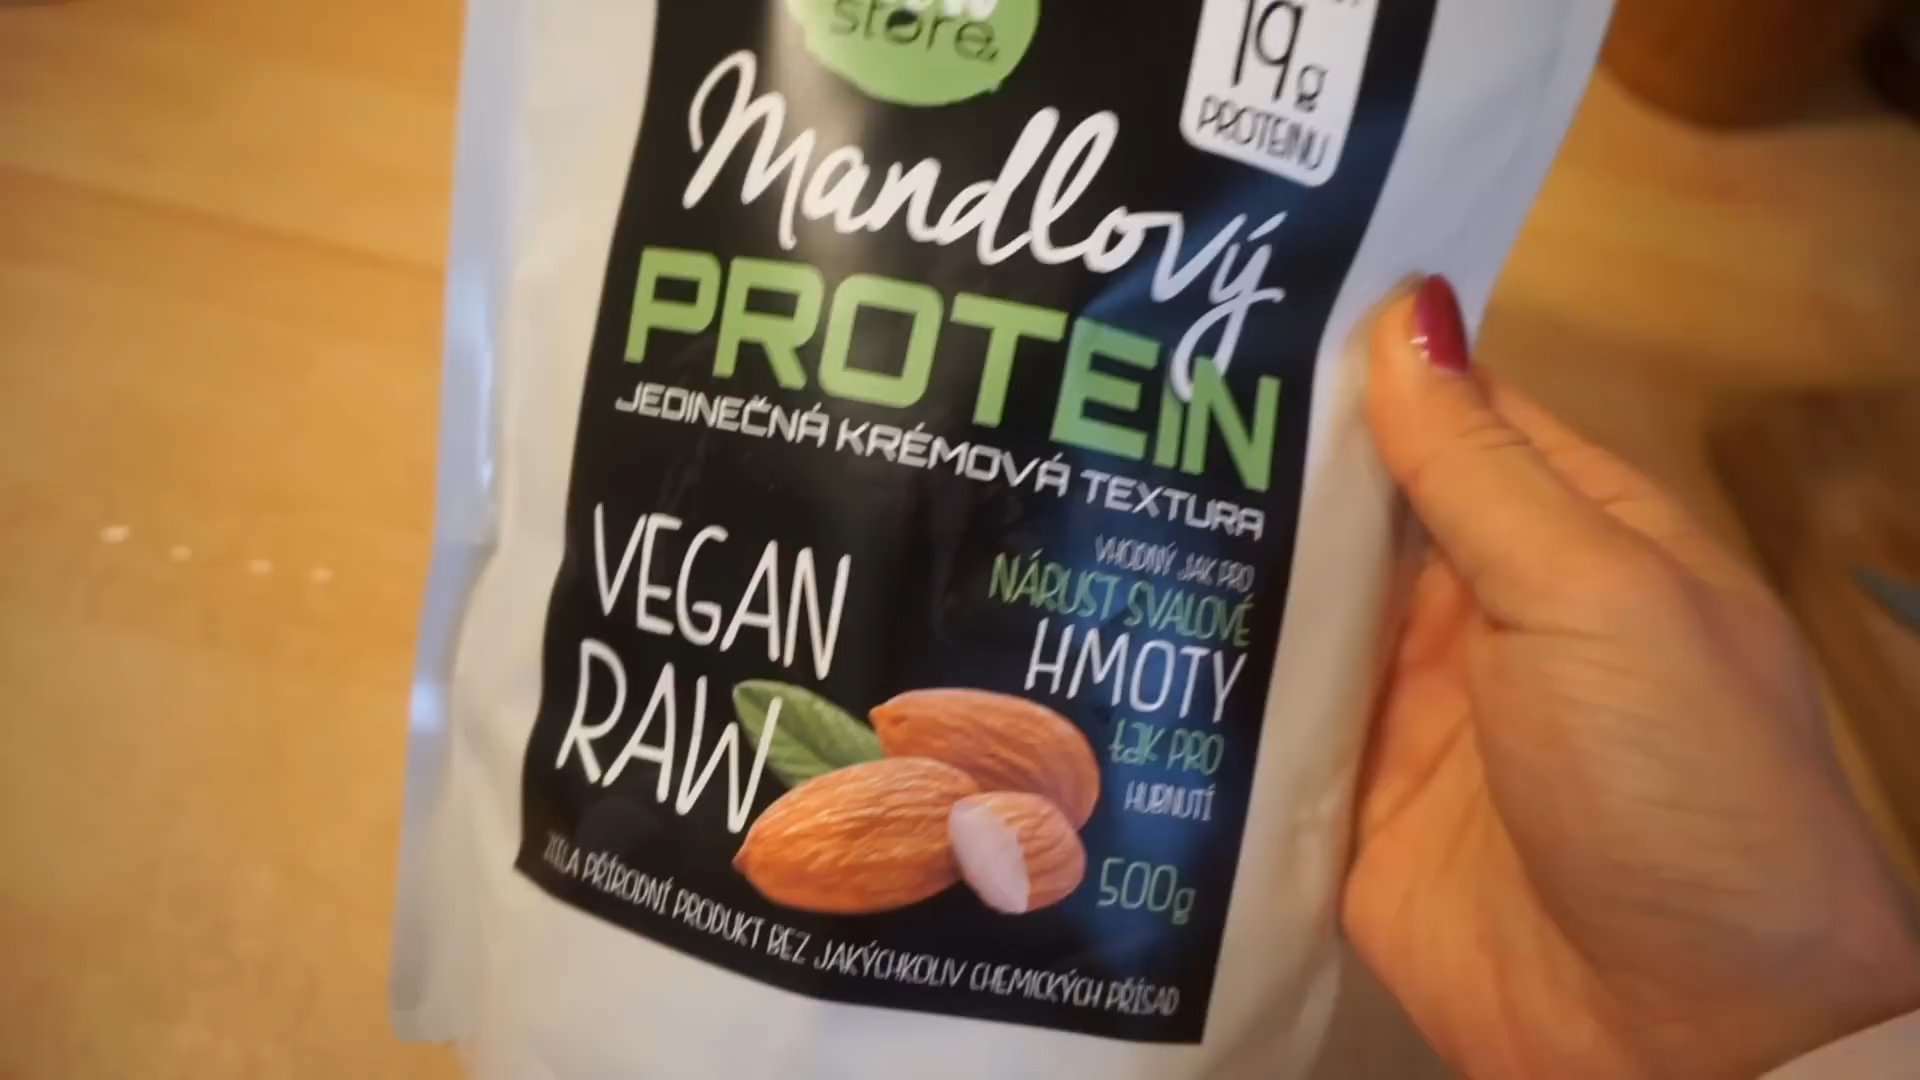 store
19g
PROTEINU
Mandlový
PROTEIN
JEDINEČNÁ KRÉMOVÁ TEXTURA
VEGAN
RAW
VHODNÝ JAK PRO
NÁRUST SVALOVÉ
HMOTY
tak PRO
HUBNUTÍ
500g
ZCELA PŘÍRODNÍ PRODUKT BEZ JAKÝCHKOLIV CHEMICKÝCH PŘÍSAD